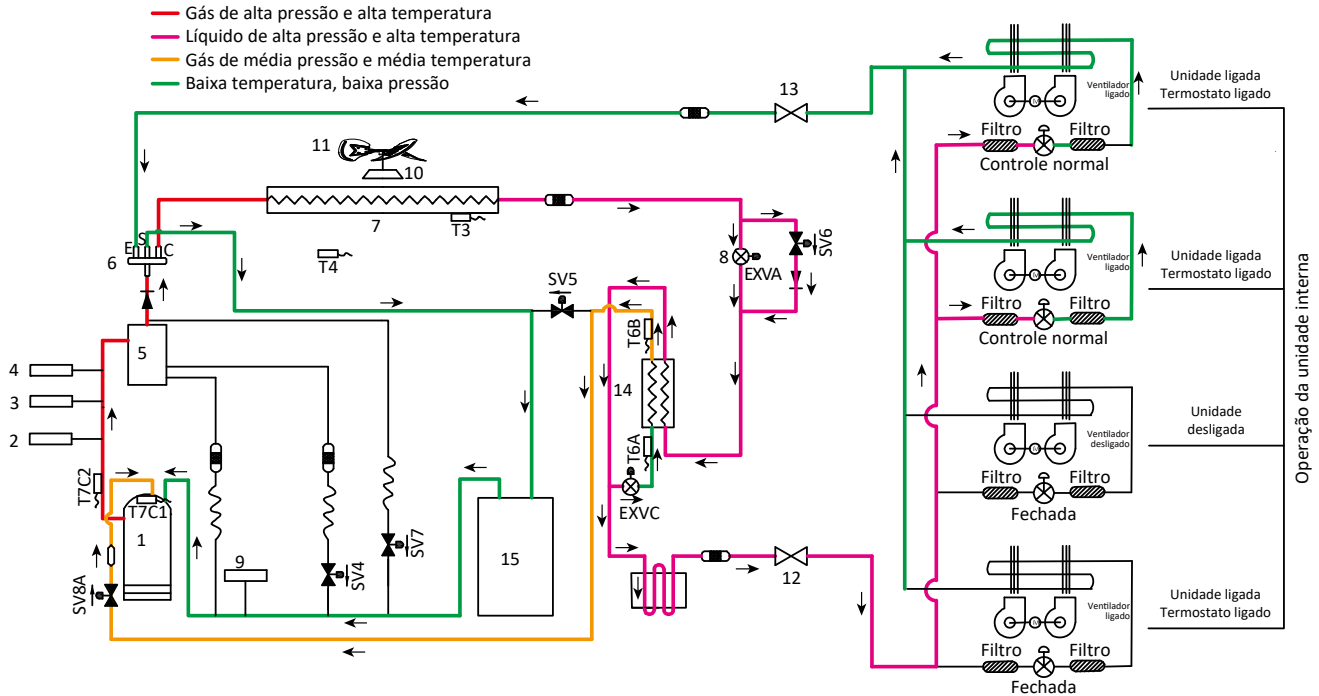 Gás de alta pressão e alta temperatura
Líquido de alta pressão e alta temperatura
Gás de média pressão e média temperatura
Baixa temperatura, baixa pressão
13
11
10
7
T3
T4
E
S
C
6
8
EXVA
SV6
SV5
T6B
14
T6A
EXVC
5
4
3
2
T7C2
T7C1
1
SV8A
9
SV4
SV7
15
12
Ventilador
ligado
M
Filtro
Filtro
Controle normal
Unidade ligada
Termostato ligado
Ventilador
ligado
M
Filtro
Filtro
Controle normal
Unidade ligada
Termostato ligado
Ventilador
desligado
M
Filtro
Filtro
Fechada
Unidade
desligada
Ventilador
ligado
M
Filtro
Filtro
Fechada
Unidade ligada
Termostato ligado
Operação da unidade interna